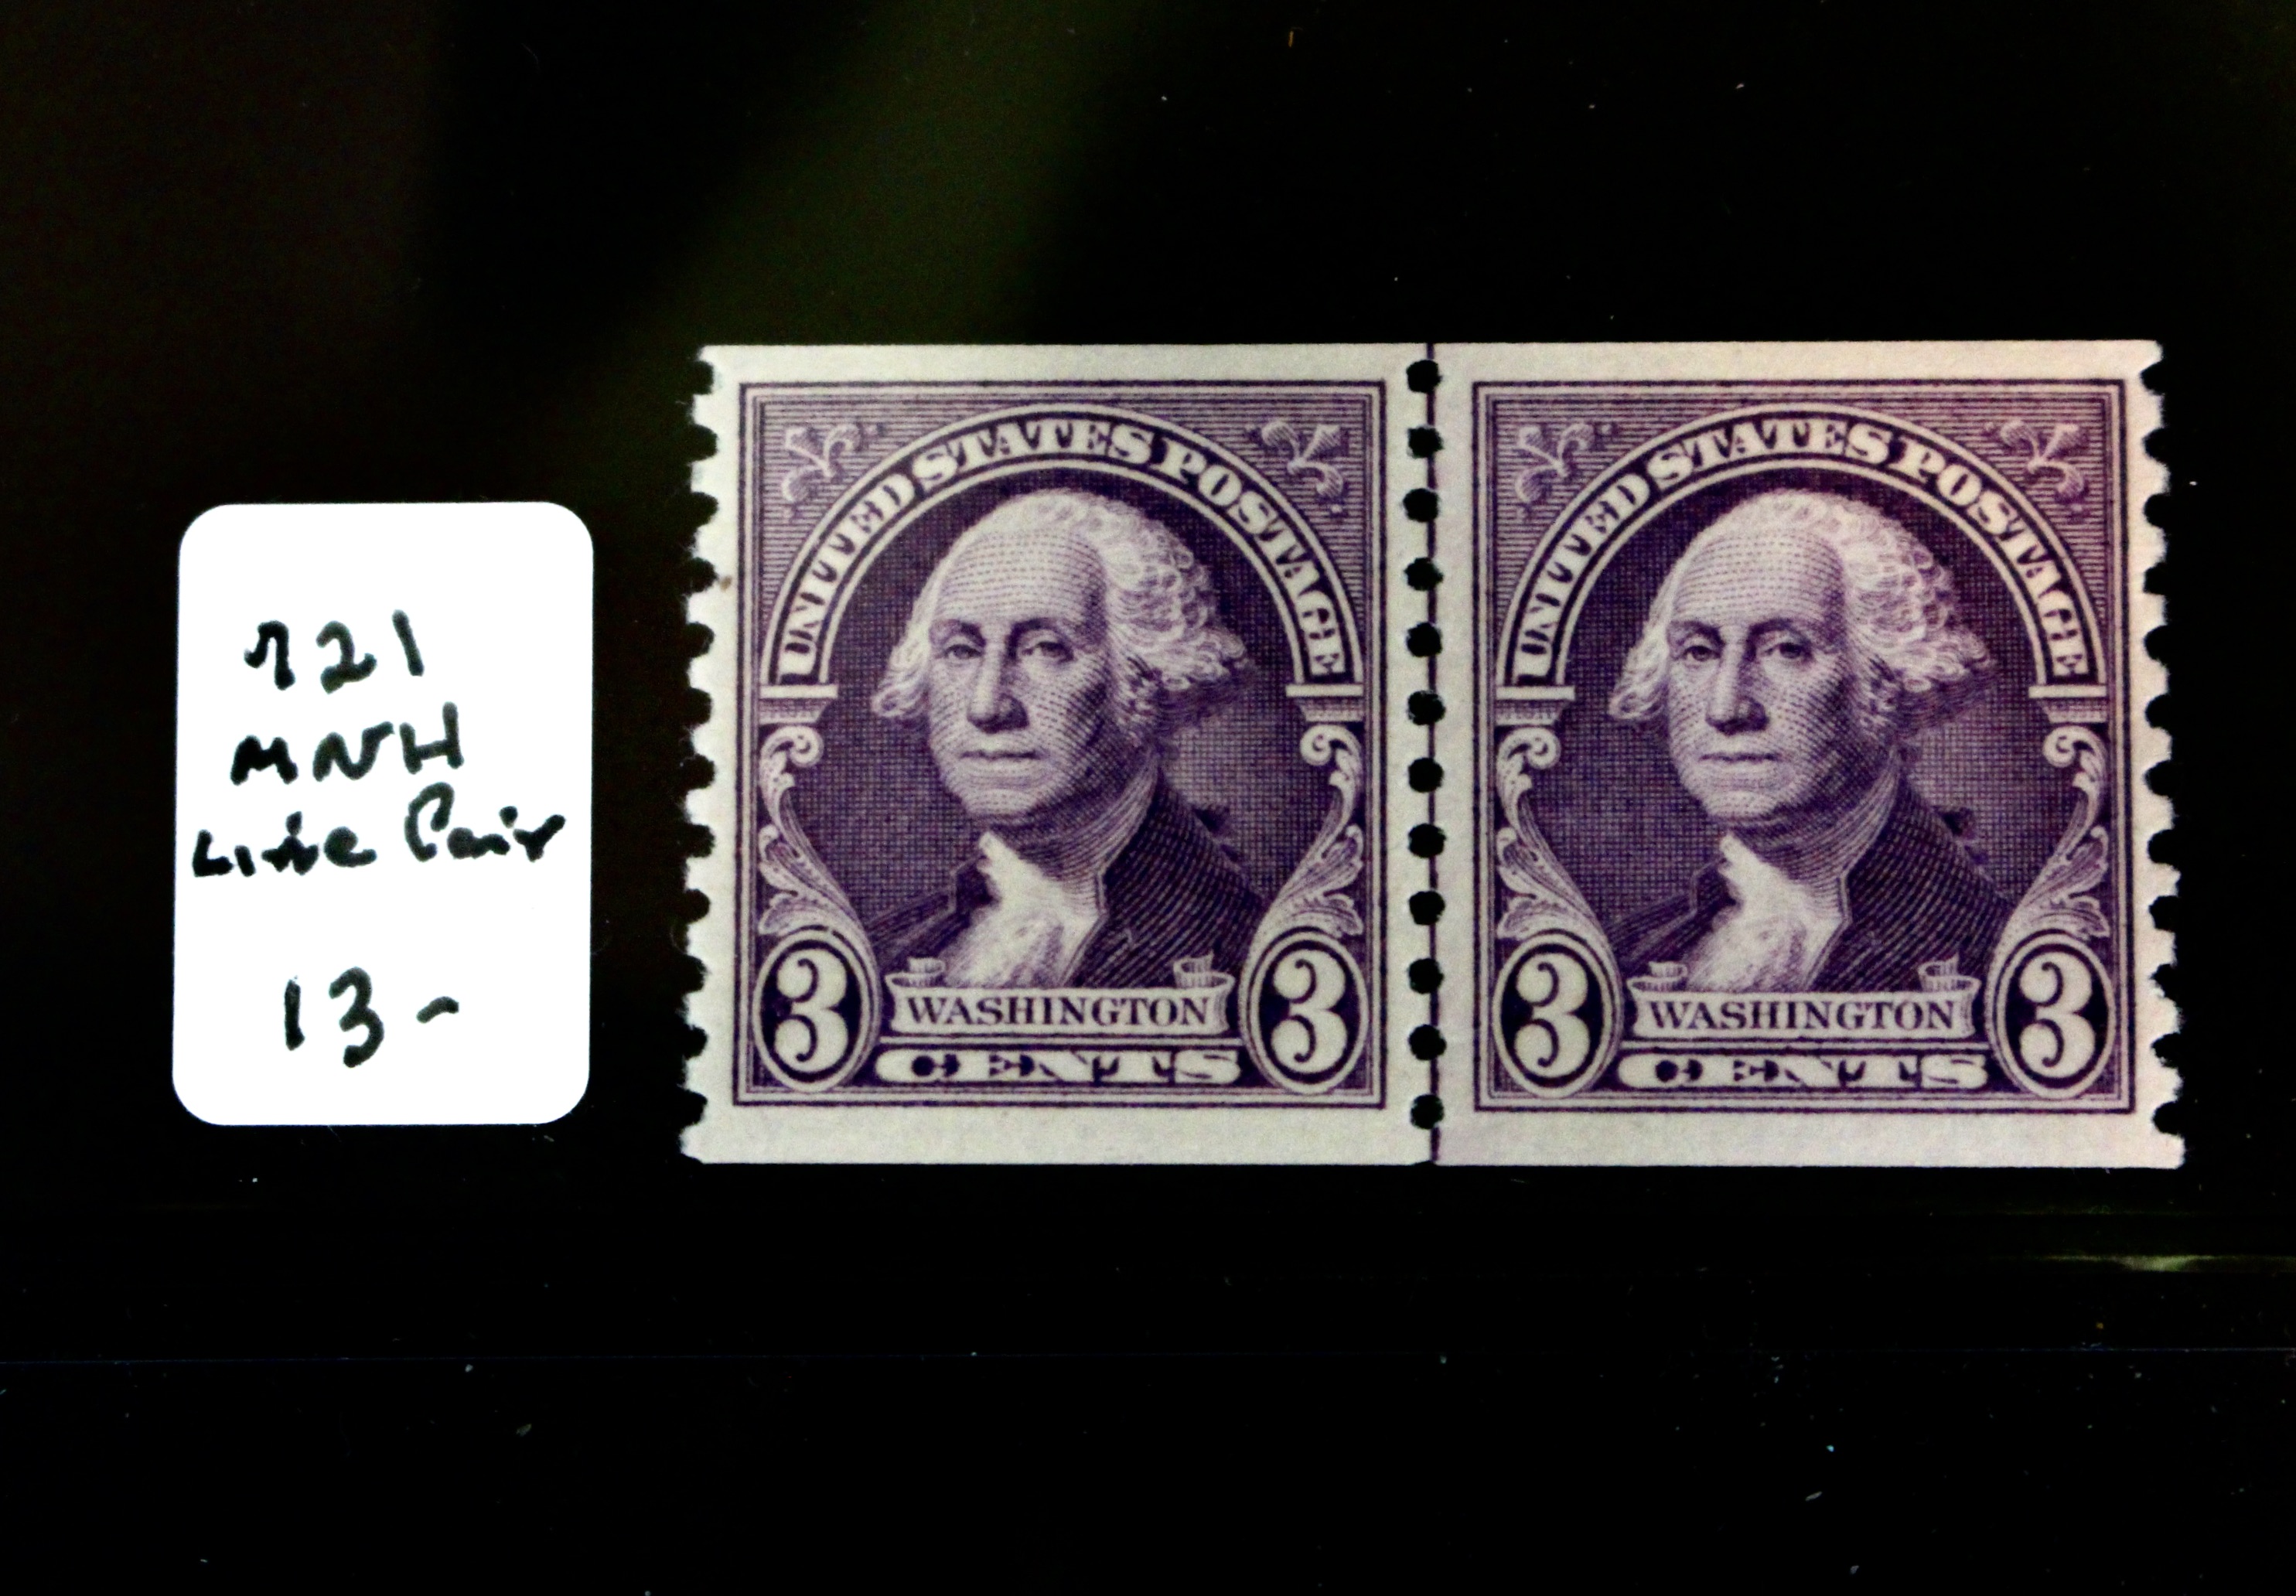 721
MNH
Line Pair
13-
UNITED STATES POSTAGE
WASHINGTON
3 3
CENTS
UNITED STATES POSTAGE
WASHINGTON
3 3
CENTS